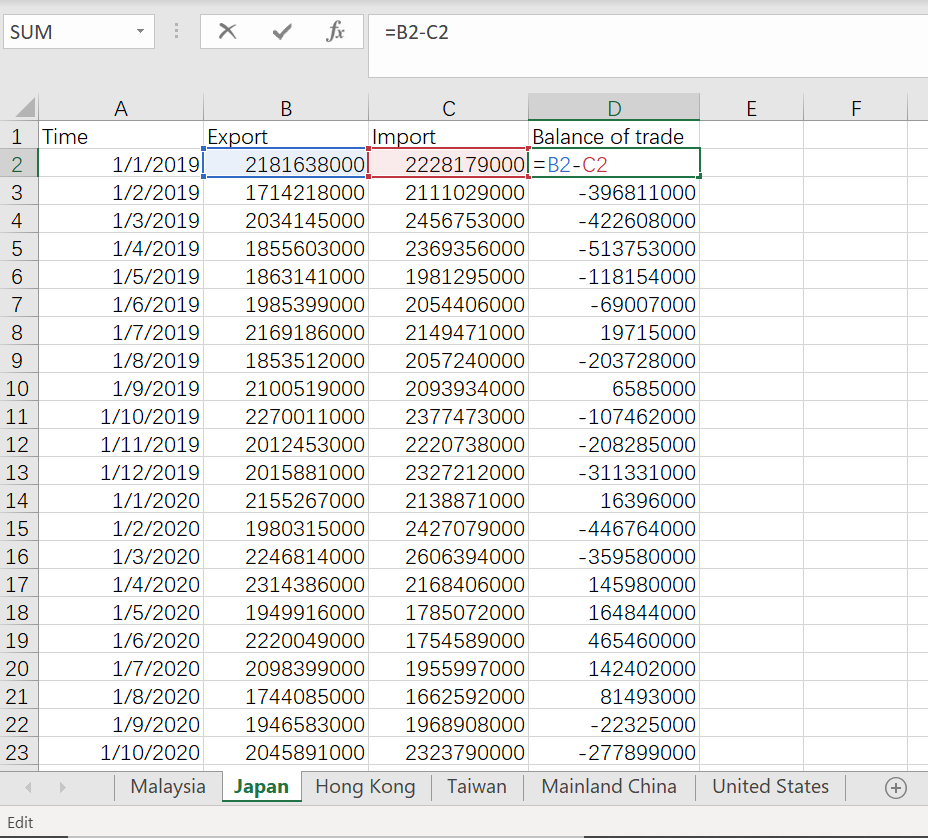 SUM fx =B2-C2
A B C D E F
1 Time Export Import Balance of trade
2 1/1/2019 2181638000 2228179000 =B2-C2
3 1/2/2019 1714218000 2111029000 -396811000
4 1/3/2019 2034145000 2456753000 -422608000
5 1/4/2019 1855603000 2369356000 -513753000
6 1/5/2019 1863141000 1981295000 -118154000
7 1/6/2019 1985399000 2054406000 -69007000
8 1/7/2019 2169186000 2149471000 19715000
9 1/8/2019 1853512000 2057240000 -203728000
10 1/9/2019 2100519000 2093934000 6585000
11 1/10/2019 2270011000 2377473000 -107462000
12 1/11/2019 2012453000 2220738000 -208285000
13 1/12/2019 2015881000 2327212000 -311331000
14 1/1/2020 2155267000 2138871000 16396000
15 1/2/2020 1980315000 2427079000 -446764000
16 1/3/2020 2246814000 2606394000 -359580000
17 1/4/2020 2314386000 2168406000 145980000
18 1/5/2020 1949916000 1785072000 164844000
19 1/6/2020 2220049000 1754589000 465460000
20 1/7/2020 2098399000 1955997000 142402000
21 1/8/2020 1744085000 1662592000 81493000
22 1/9/2020 1946583000 1968908000 -22325000
23 1/10/2020 2045891000 2323790000 -277899000
Malaysia Japan Hong Kong Taiwan Mainland China United States
Edit